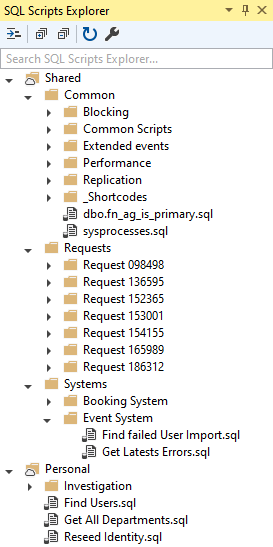 SQL Scripts Explorer
Search SQL Scripts Explorer...
Shared
Common
Blocking
Common Scripts
Extended events
Performance
Replication
_Shortcodes
dbo.fn_ag_is_primary.sql
sysprocesses.sql
Requests
Request 098498
Request 136595
Request 152365
Request 153001
Request 154155
Request 165989
Request 186312
Systems
Booking System
Event System
Find failed User Import.sql
Get Latests Errors.sql
Personal
Investigation
Find Users.sql
Get All Departments.sql
Reseed Identity.sql